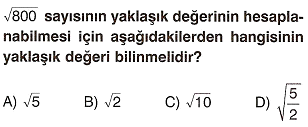 √800 sayısının yaklaşık değerinin hesapla-
nabilmesi için aşağıdakilerden hangisinin
yaklaşık değeri bilinmelidir?
A) √5 B) √2 C) √10 D) √(5/2)